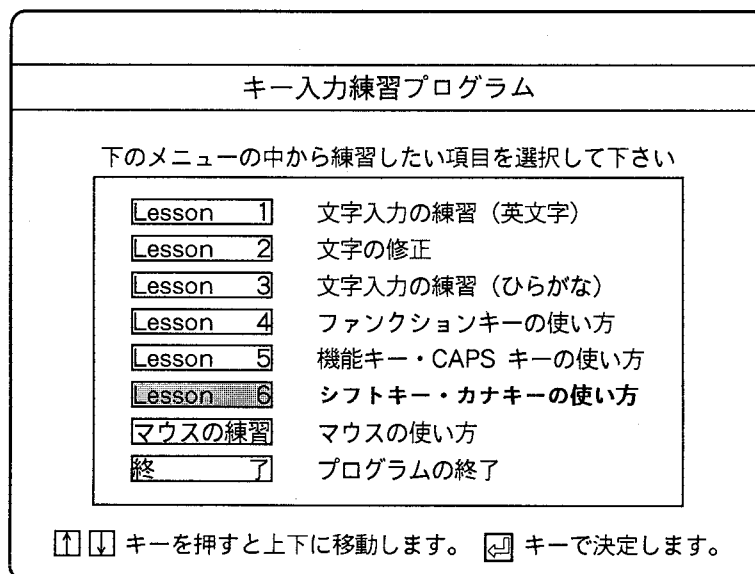 キー入力練習プログラム
下のメニューの中から練習したい項目を選択して下さい
Lesson 1 文字入力の練習（英文字）
Lesson 2 文字の修正
Lesson 3 文字入力の練習（ひらがな）
Lesson 4 ファンクションキーの使い方
Lesson 5 機能キー・CAPS キーの使い方
Lesson 6 シフトキー・カナキーの使い方
マウスの練習 マウスの使い方
終 了 プログラムの終了
↑ ↓ キーを押すと上下に移動します。 ⏎ キーで決定します。